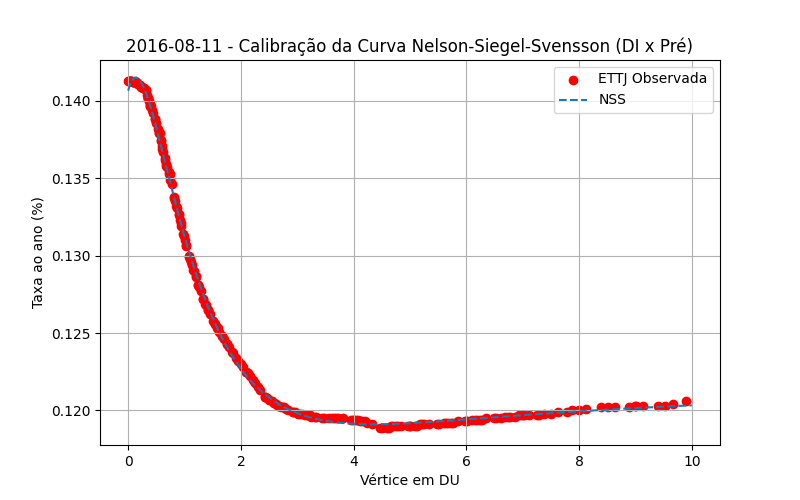 2016-08-11 - Calibração da Curva Nelson-Siegel-Svensson (DI x Pré)
ETTJ Observada
NSS
Taxa ao ano (%)
0.140
0.135
0.130
0.125
0.120
0
2
4
6
8
10
Vértice em DU